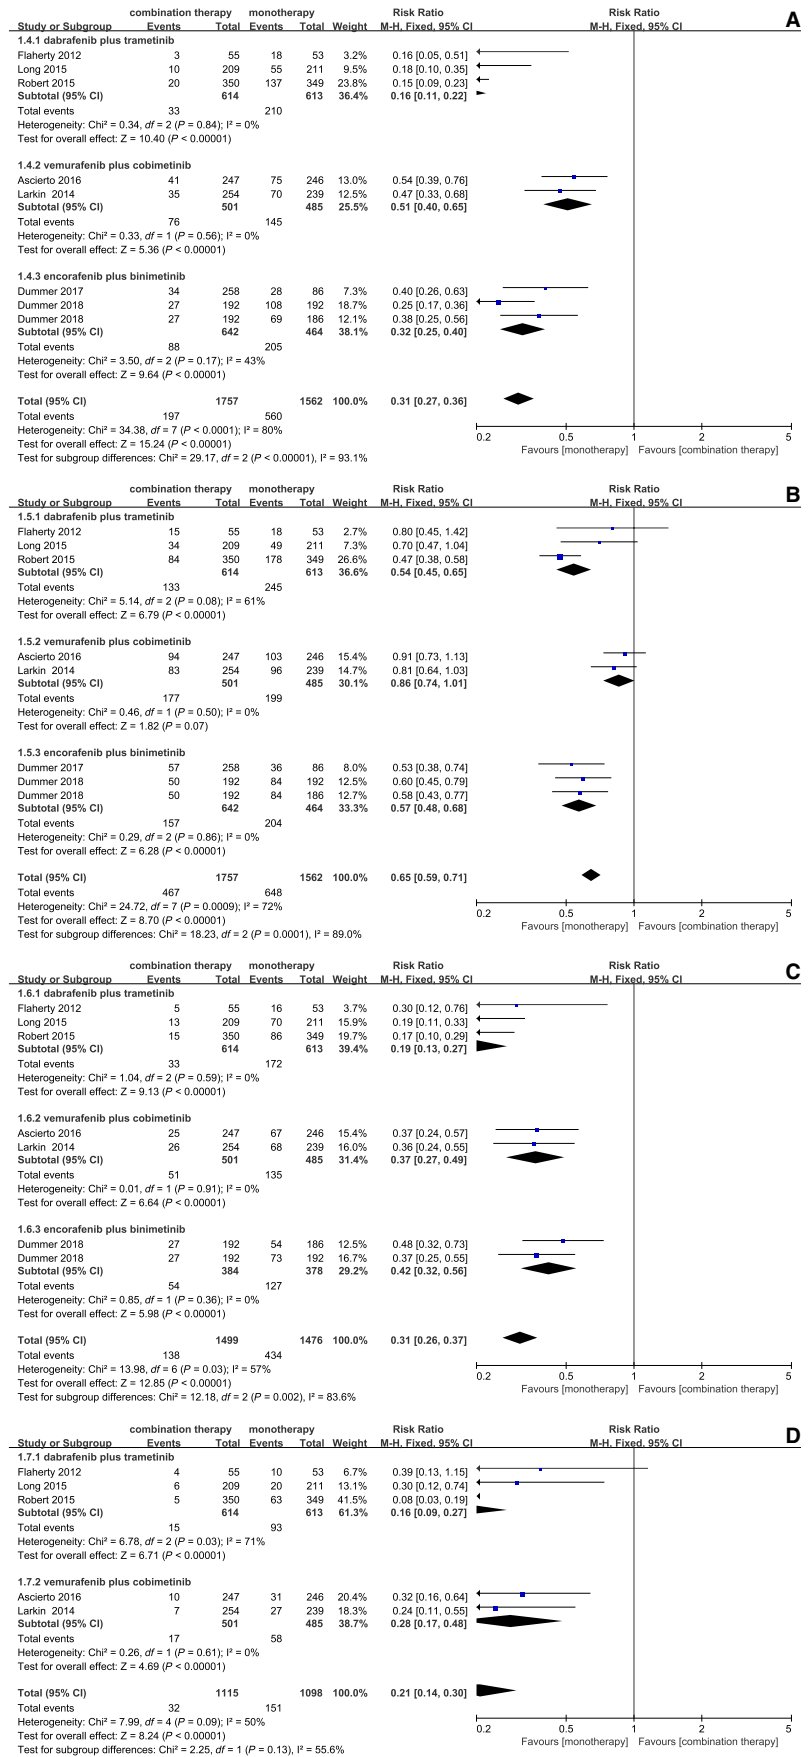 A
combination therapy monotherapy Risk Ratio Risk Ratio
Study or Subgroup Events Total Events Total Weight M-H, Fixed, 95% CI M-H, Fixed, 95% CI
1.4.1 dabrafenib plus trametinib
Flaherty 2012 3 55 18 53 3.2% 0.16 [0.05, 0.51]
Long 2015 10 209 55 211 9.5% 0.18 [0.10, 0.35]
Robert 2015 20 350 137 349 23.8% 0.15 [0.09, 0.23]
Subtotal (95% CI) 614 613 36.4% 0.16 [0.11, 0.22]
Total events 33 210
Heterogeneity: Chi² = 0.34, df = 2 (P = 0.84); I² = 0%
Test for overall effect: Z = 10.40 (P < 0.00001)
1.4.2 vemurafenib plus cobimetinib
Ascierto 2016 41 247 75 246 13.0% 0.54 [0.39, 0.76]
Larkin 2014 35 254 70 239 12.5% 0.47 [0.33, 0.68]
Subtotal (95% CI) 501 485 25.5% 0.51 [0.40, 0.65]
Total events 76 145
Heterogeneity: Chi² = 0.33, df = 1 (P = 0.56); I² = 0%
Test for overall effect: Z = 5.36 (P < 0.00001)
1.4.3 encorafenib plus binimetinib
Dummer 2017 34 258 28 86 7.3% 0.40 [0.26, 0.63]
Dummer 2018 27 192 108 192 18.7% 0.25 [0.17, 0.36]
Dummer 2018 27 192 69 186 12.1% 0.38 [0.25, 0.56]
Subtotal (95% CI) 642 464 38.1% 0.32 [0.25, 0.40]
Total events 88 205
Heterogeneity: Chi² = 3.50, df = 2 (P = 0.17); I² = 43%
Test for overall effect: Z = 9.64 (P < 0.00001)
Total (95% CI) 1757 1562 100.0% 0.31 [0.27, 0.36]
Total events 197 560
Heterogeneity: Chi² = 34.38, df = 7 (P < 0.0001); I² = 80%
Test for overall effect: Z = 15.24 (P < 0.00001)
Test for subgroup differences: Chi² = 29.17, df = 2 (P < 0.00001), I² = 93.1%
0.2 0.5 1 2 5
Favours [monotherapy] Favours [combination therapy]
B
combination therapy monotherapy Risk Ratio Risk Ratio
Study or Subgroup Events Total Events Total Weight M-H, Fixed, 95% CI M-H, Fixed, 95% CI
1.5.1 dabrafenib plus trametinib
Flaherty 2012 15 55 18 53 2.7% 0.80 [0.45, 1.42]
Long 2015 34 209 49 211 7.3% 0.70 [0.47, 1.04]
Robert 2015 84 350 178 349 26.6% 0.47 [0.38, 0.58]
Subtotal (95% CI) 614 613 36.6% 0.54 [0.45, 0.65]
Total events 133 245
Heterogeneity: Chi² = 5.14, df = 2 (P = 0.08); I² = 61%
Test for overall effect: Z = 6.79 (P < 0.00001)
1.5.2 vemurafenib plus cobimetinib
Ascierto 2016 94 247 103 246 15.4% 0.91 [0.73, 1.13]
Larkin 2014 83 254 96 239 14.7% 0.81 [0.64, 1.03]
Subtotal (95% CI) 501 485 30.1% 0.86 [0.74, 1.01]
Total events 177 199
Heterogeneity: Chi² = 0.46, df = 1 (P = 0.50); I² = 0%
Test for overall effect: Z = 1.82 (P = 0.07)
1.5.3 encorafenib plus binimetinib
Dummer 2017 57 258 36 86 8.0% 0.53 [0.38, 0.74]
Dummer 2018 50 192 84 192 12.5% 0.60 [0.45, 0.79]
Dummer 2018 50 192 84 186 12.7% 0.58 [0.43, 0.77]
Subtotal (95% CI) 642 464 33.3% 0.57 [0.48, 0.68]
Total events 157 204
Heterogeneity: Chi² = 0.29, df = 2 (P = 0.86); I² = 0%
Test for overall effect: Z = 6.28 (P < 0.00001)
Total (95% CI) 1757 1562 100.0% 0.65 [0.59, 0.71]
Total events 467 648
Heterogeneity: Chi² = 24.72, df = 7 (P = 0.0009); I² = 72%
Test for overall effect: Z = 8.70 (P < 0.00001)
Test for subgroup differences: Chi² = 18.23, df = 2 (P = 0.0001), I² = 89.0%
0.2 0.5 1 2 5
Favours [monotherapy] Favours [combination therapy]
C
combination therapy monotherapy Risk Ratio Risk Ratio
Study or Subgroup Events Total Events Total Weight M-H, Fixed, 95% CI M-H, Fixed, 95% CI
1.6.1 dabrafenib plus trametinib
Flaherty 2012 5 55 16 53 3.7% 0.30 [0.12, 0.76]
Long 2015 13 209 70 211 15.9% 0.19 [0.11, 0.33]
Robert 2015 15 350 86 349 19.8% 0.17 [0.10, 0.29]
Subtotal (95% CI) 614 613 39.4% 0.19 [0.13, 0.27]
Total events 33 172
Heterogeneity: Chi² = 1.04, df = 2 (P = 0.59); I² = 0%
Test for overall effect: Z = 9.13 (P < 0.00001)
1.6.2 vemurafenib plus cobimetinib
Ascierto 2016 25 247 67 246 15.4% 0.37 [0.24, 0.57]
Larkin 2014 26 254 68 239 16.0% 0.36 [0.24, 0.55]
Subtotal (95% CI) 501 485 31.4% 0.37 [0.27, 0.49]
Total events 51 135
Heterogeneity: Chi² = 0.01, df = 1 (P = 0.91); I² = 0%
Test for overall effect: Z = 6.64 (P < 0.00001)
1.6.3 encorafenib plus binimetinib
Dummer 2018 27 192 54 186 12.5% 0.48 [0.32, 0.73]
Dummer 2018 27 192 73 192 16.7% 0.37 [0.25, 0.55]
Subtotal (95% CI) 384 378 29.2% 0.42 [0.32, 0.56]
Total events 54 127
Heterogeneity: Chi² = 0.85, df = 1 (P = 0.36); I² = 0%
Test for overall effect: Z = 5.98 (P < 0.00001)
Total (95% CI) 1499 1476 100.0% 0.31 [0.26, 0.37]
Total events 138 434
Heterogeneity: Chi² = 13.98, df = 6 (P = 0.03); I² = 57%
Test for overall effect: Z = 12.85 (P < 0.00001)
Test for subgroup differences: Chi² = 12.18, df = 2 (P = 0.002), I² = 83.6%
0.2 0.5 1 2 5
Favours [monotherapy] Favours [combination therapy]
D
combination therapy monotherapy Risk Ratio Risk Ratio
Study or Subgroup Events Total Events Total Weight M-H, Fixed, 95% CI M-H, Fixed, 95% CI
1.7.1 dabrafenib plus trametinib
Flaherty 2012 4 55 10 53 6.7% 0.39 [0.13, 1.15]
Long 2015 6 209 20 211 13.1% 0.30 [0.12, 0.74]
Robert 2015 5 350 63 349 41.5% 0.08 [0.03, 0.19]
Subtotal (95% CI) 614 613 61.3% 0.16 [0.09, 0.27]
Total events 15 93
Heterogeneity: Chi² = 6.78, df = 2 (P = 0.03); I² = 71%
Test for overall effect: Z = 6.71 (P < 0.00001)
1.7.2 vemurafenib plus cobimetinib
Ascierto 2016 10 247 31 246 20.4% 0.32 [0.16, 0.64]
Larkin 2014 7 254 27 239 18.3% 0.24 [0.11, 0.55]
Subtotal (95% CI) 501 485 38.7% 0.28 [0.17, 0.48]
Total events 17 58
Heterogeneity: Chi² = 0.26, df = 1 (P = 0.61); I² = 0%
Test for overall effect: Z = 4.69 (P < 0.00001)
Total (95% CI) 1115 1098 100.0% 0.21 [0.14, 0.30]
Total events 32 151
Heterogeneity: Chi² = 7.99, df = 4 (P = 0.09); I² = 50%
Test for overall effect: Z = 8.24 (P < 0.00001)
Test for subgroup differences: Chi² = 2.25, df = 1 (P = 0.13), I² = 55.6%
0.2 0.5 1 2 5
Favours [monotherapy] Favours [combination therapy]